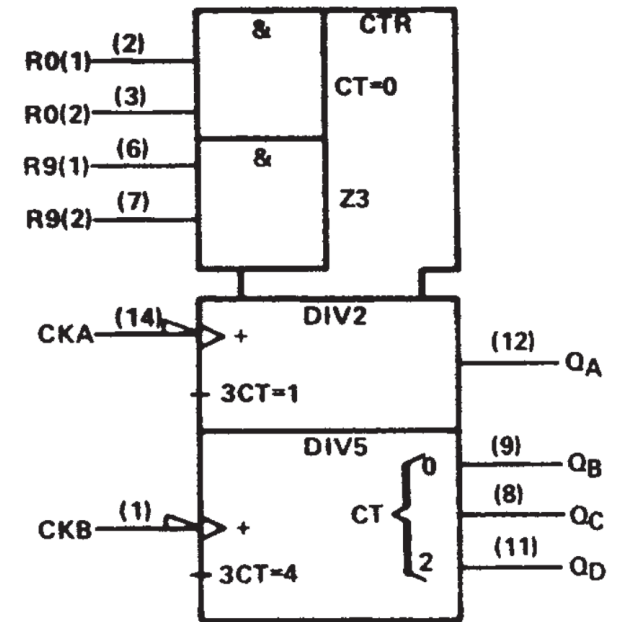 & CTR
R0(1) (2)
CT=0
R0(2) (3)
R9(1) (6)
&
R9(2) (7)
Z3
DIV2
CKA (14) +
(12) QA
3CT=1
DIV5
0 (9) QB
CT (8) QC
CKB (1) +
2 (11) QD
3CT=4